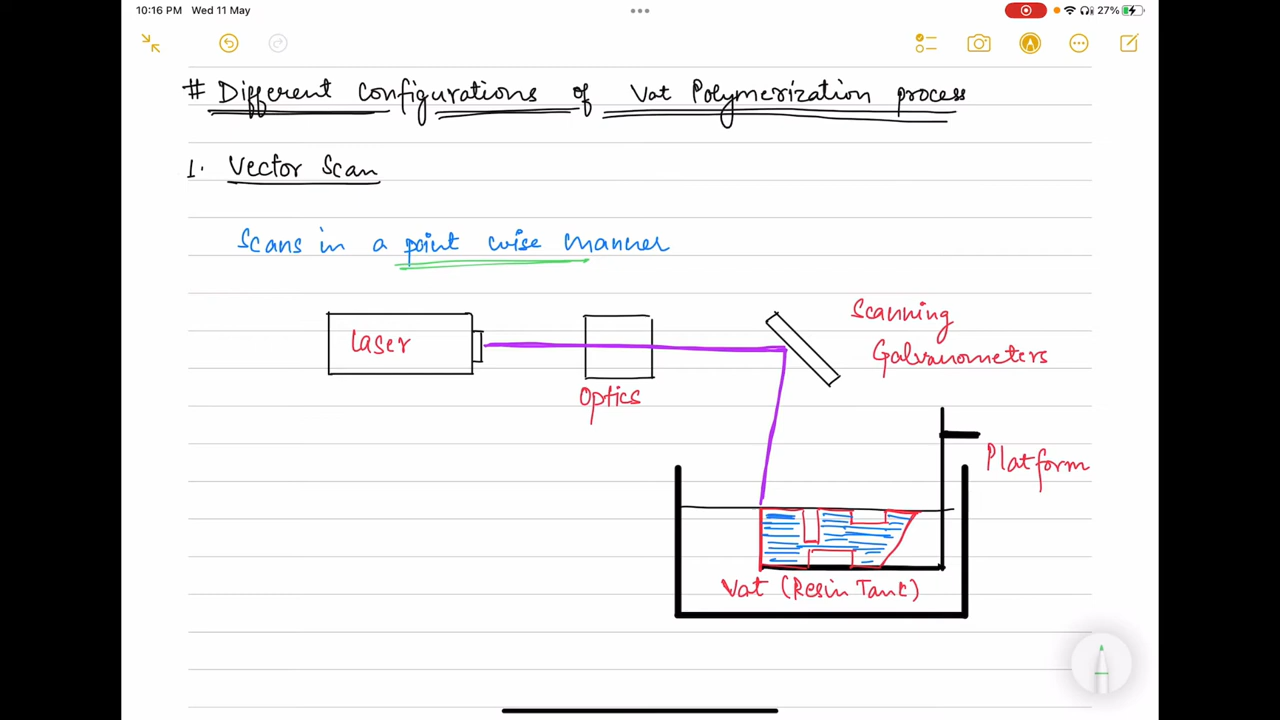 10:16 PM Wed 11 May
27%
# Different Configurations of Vat Polymerization process
1. Vector Scan
Scans in a point wise manner
Laser
Optics
Scanning
Galvanometers
Platform
Vat (Resin Tank)